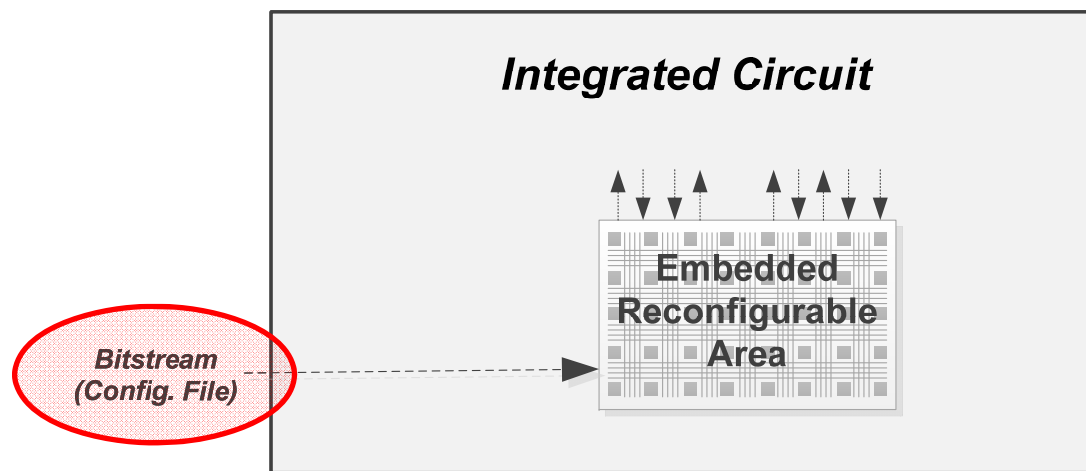 Integrated Circuit
Embedded
Reconfigurable
Area
Bitstream
(Config. File)